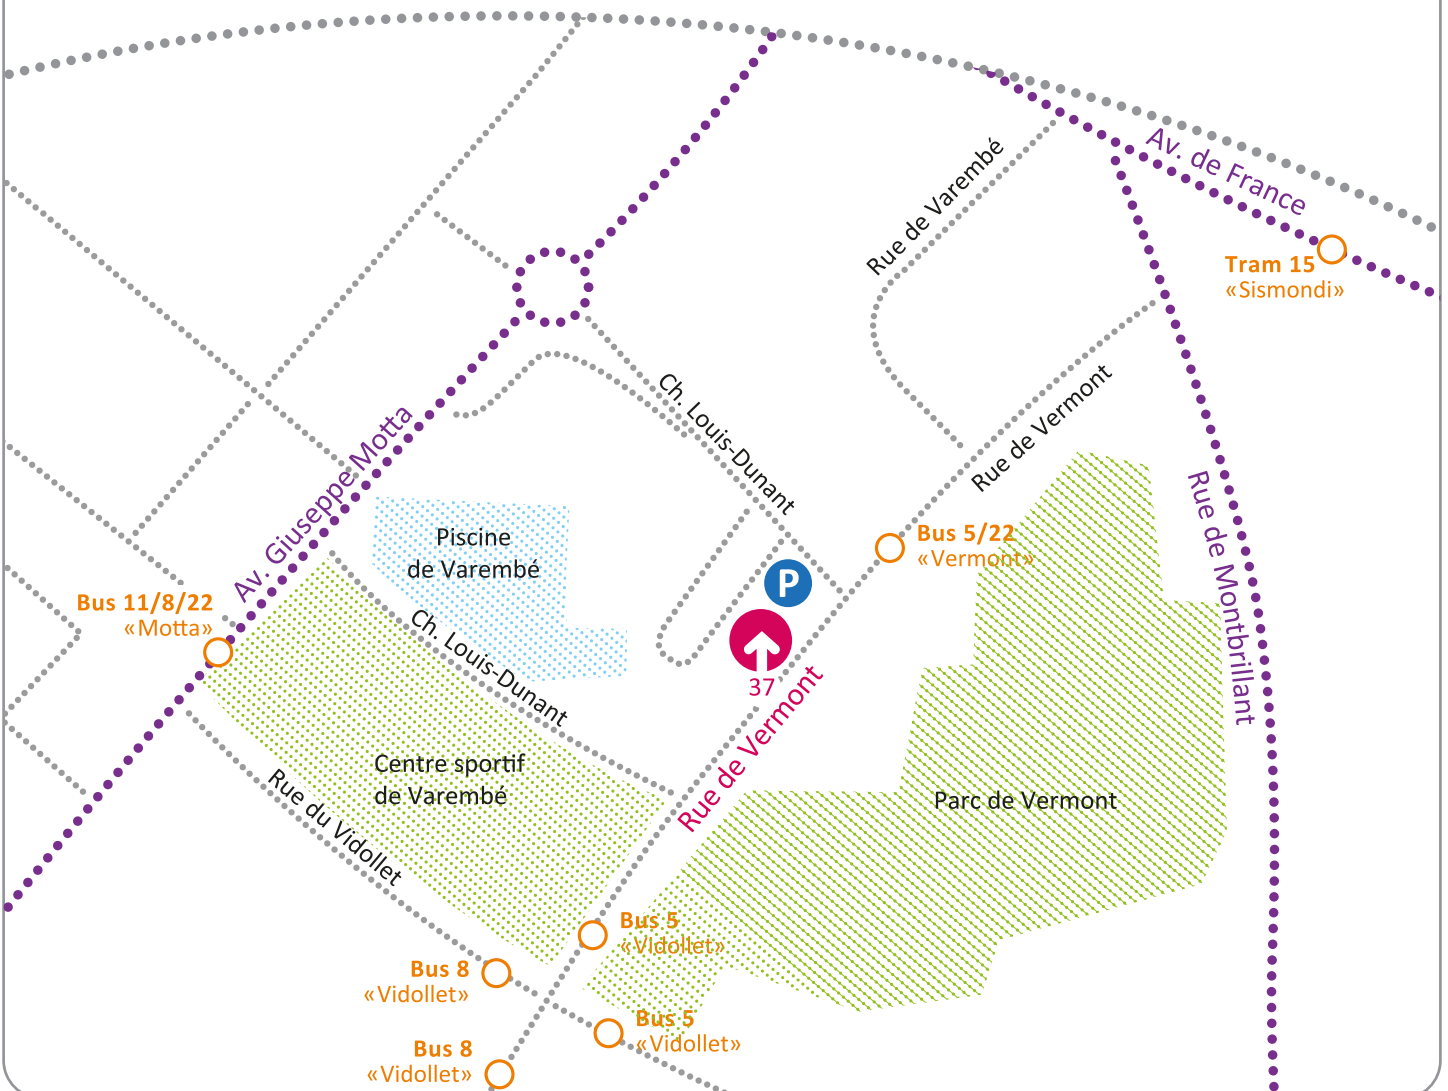 Av. de France
Rue de Varembé
Tram 15
«Sismondi»
Ch. Louis-Dunant
Rue de Vermont
Av. Giuseppe Motta
Rue de Montbrillant
Piscine
de Varembé
Bus 5/22
«Vermont»
P
Bus 11/8/22
«Motta»
Ch. Louis-Dunant
37
Rue de Vermont
Centre sportif
de Varembé
Parc de Vermont
Rue du Vidollet
Bus 5
«Vidollet»
Bus 8
«Vidollet»
Bus 5
«Vidollet»
Bus 8
«Vidollet»